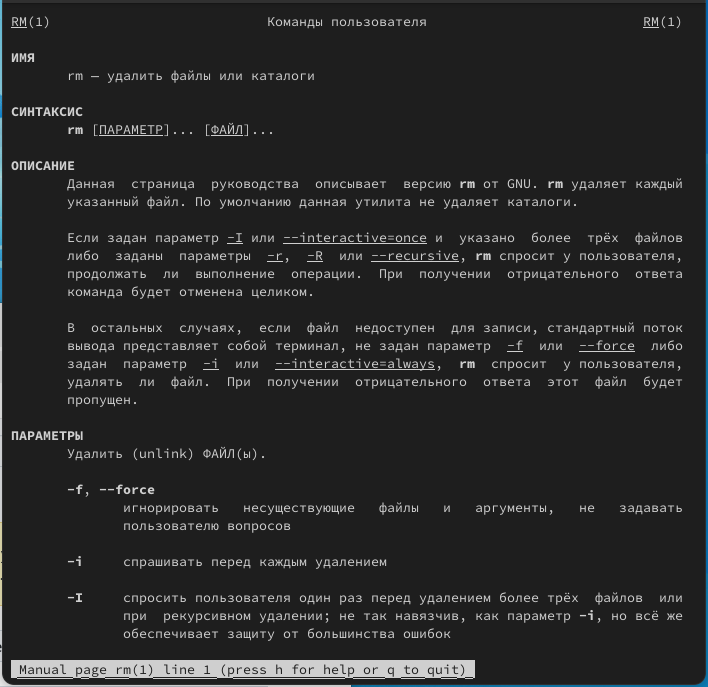 RM(1) Команды пользователя RM(1)
ИМЯ
rm — удалить файлы или каталоги
СИНТАКСИС
rm [ПАРАМЕТР]... [ФАЙЛ]...
ОПИСАНИЕ
Данная страница руководства описывает версию rm от GNU. rm удаляет каждый
указанный файл. По умолчанию данная утилита не удаляет каталоги.
Если задан параметр -I или --interactive=once и указано более трёх файлов
либо заданы параметры -r, -R или --recursive, rm спросит у пользователя,
продолжать ли выполнение операции. При получении отрицательного ответа
команда будет отменена целиком.
В остальных случаях, если файл недоступен для записи, стандартный поток
вывода представляет собой терминал, не задан параметр -f или --force либо
задан параметр -i или --interactive=always, rm спросит у пользователя,
удалять ли файл. При получении отрицательного ответа этот файл будет
пропущен.
ПАРАМЕТРЫ
Удалить (unlink) ФАЙЛ(ы).
-f, --force
игнорировать несуществующие файлы и аргументы, не задавать
пользователю вопросов
-i спрашивать перед каждым удалением
-I спросить пользователя один раз перед удалением более трёх файлов или
при рекурсивном удалении; не так навязчив, как параметр -i, но всё же
обеспечивает защиту от большинства ошибок
Manual page rm(1) line 1 (press h for help or q to quit)